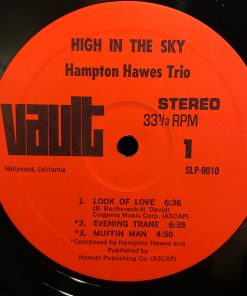 HIGH IN THE SKY
Hampton Hawes Trio
vault
STEREO
33⅓ RPM
1
Hollywood, California
SLP-9010
1. LOOK OF LOVE 6:36
(B. Bacharach-H. David)
Colgems Music Corp. (ASCAP)
*2. EVENING TRANE 6:35
*3. MUFFIN MAN 4:50
*Composed by Hampton Hawes and
Published by
Hoover Publishing Co. (ASCAP)